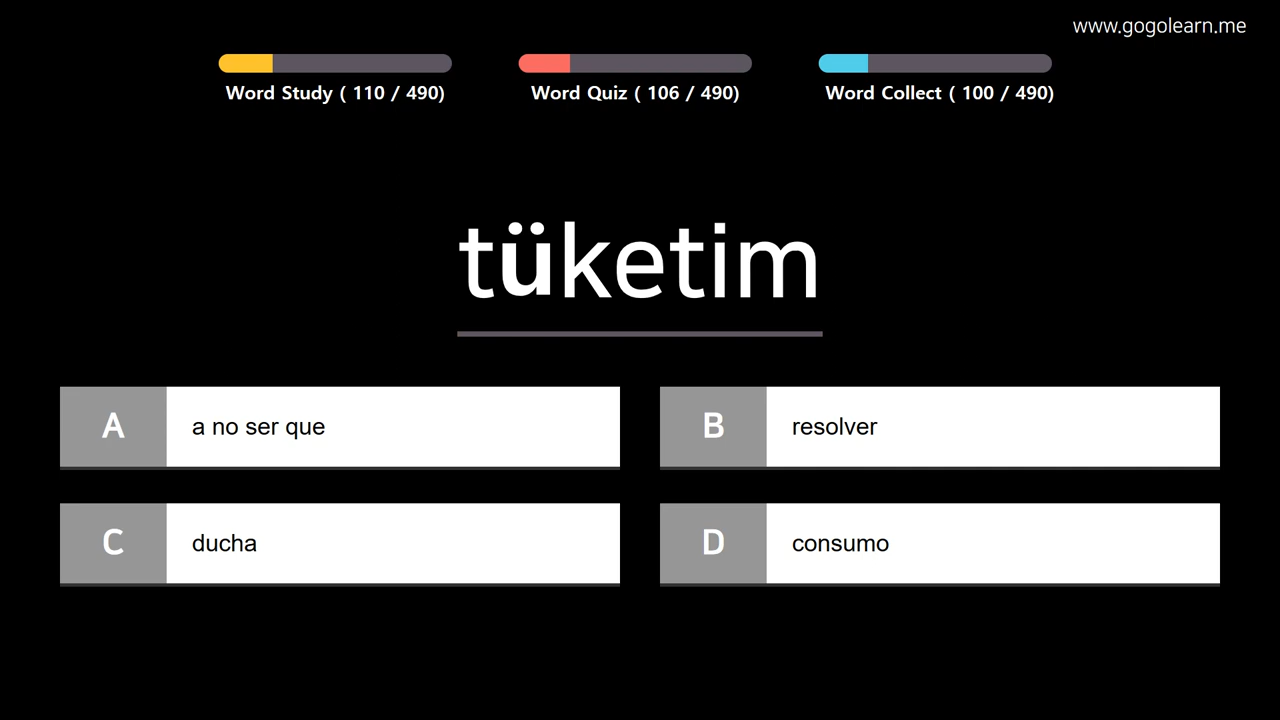 www.gogolearn.me
Word Study ( 110 / 490)
Word Quiz ( 106 / 490)
Word Collect ( 100 / 490)
tüketim
A a no ser que
B resolver
C ducha
D consumo